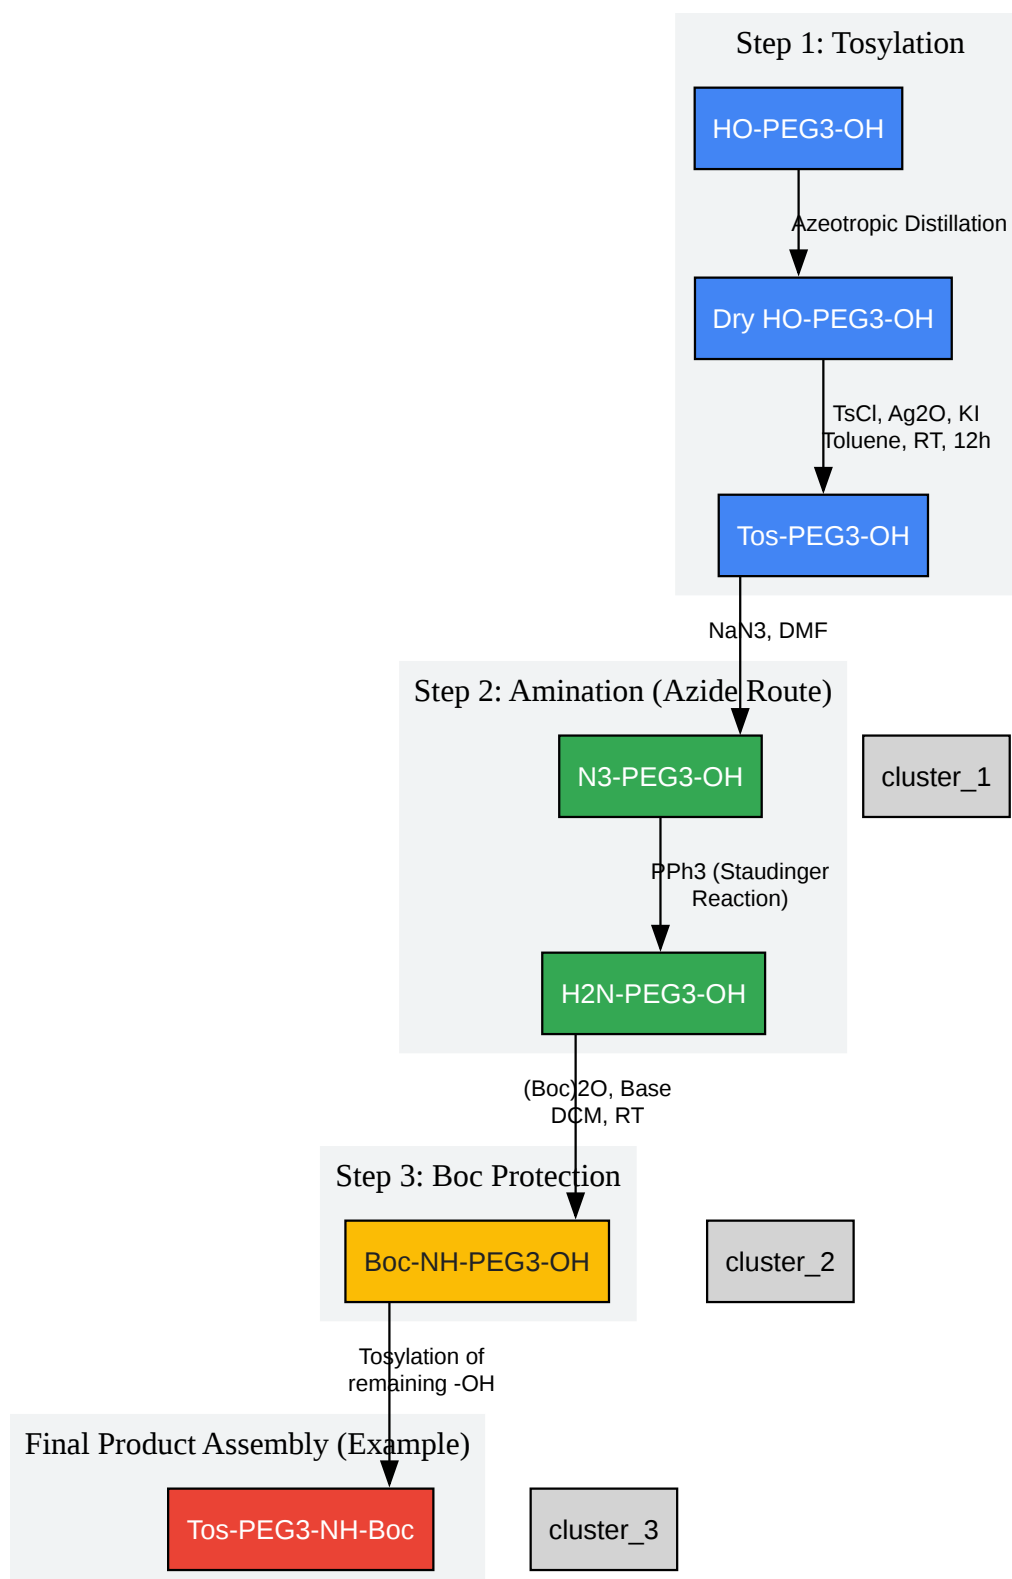 Step 1: Tosylation
HO-PEG3-OH
Azeotropic Distillation
Dry HO-PEG3-OH
TsCl, Ag2O, KI
Toluene, RT, 12h
Tos-PEG3-OH
NaN3, DMF
Step 2: Amination (Azide Route)
N3-PEG3-OH
cluster_1
PPh3 (Staudinger
Reaction)
H2N-PEG3-OH
(Boc)2O, Base
DCM, RT
Step 3: Boc Protection
Boc-NH-PEG3-OH
cluster_2
Tosylation of
remaining -OH
Final Product Assembly (Example)
Tos-PEG3-NH-Boc
cluster_3